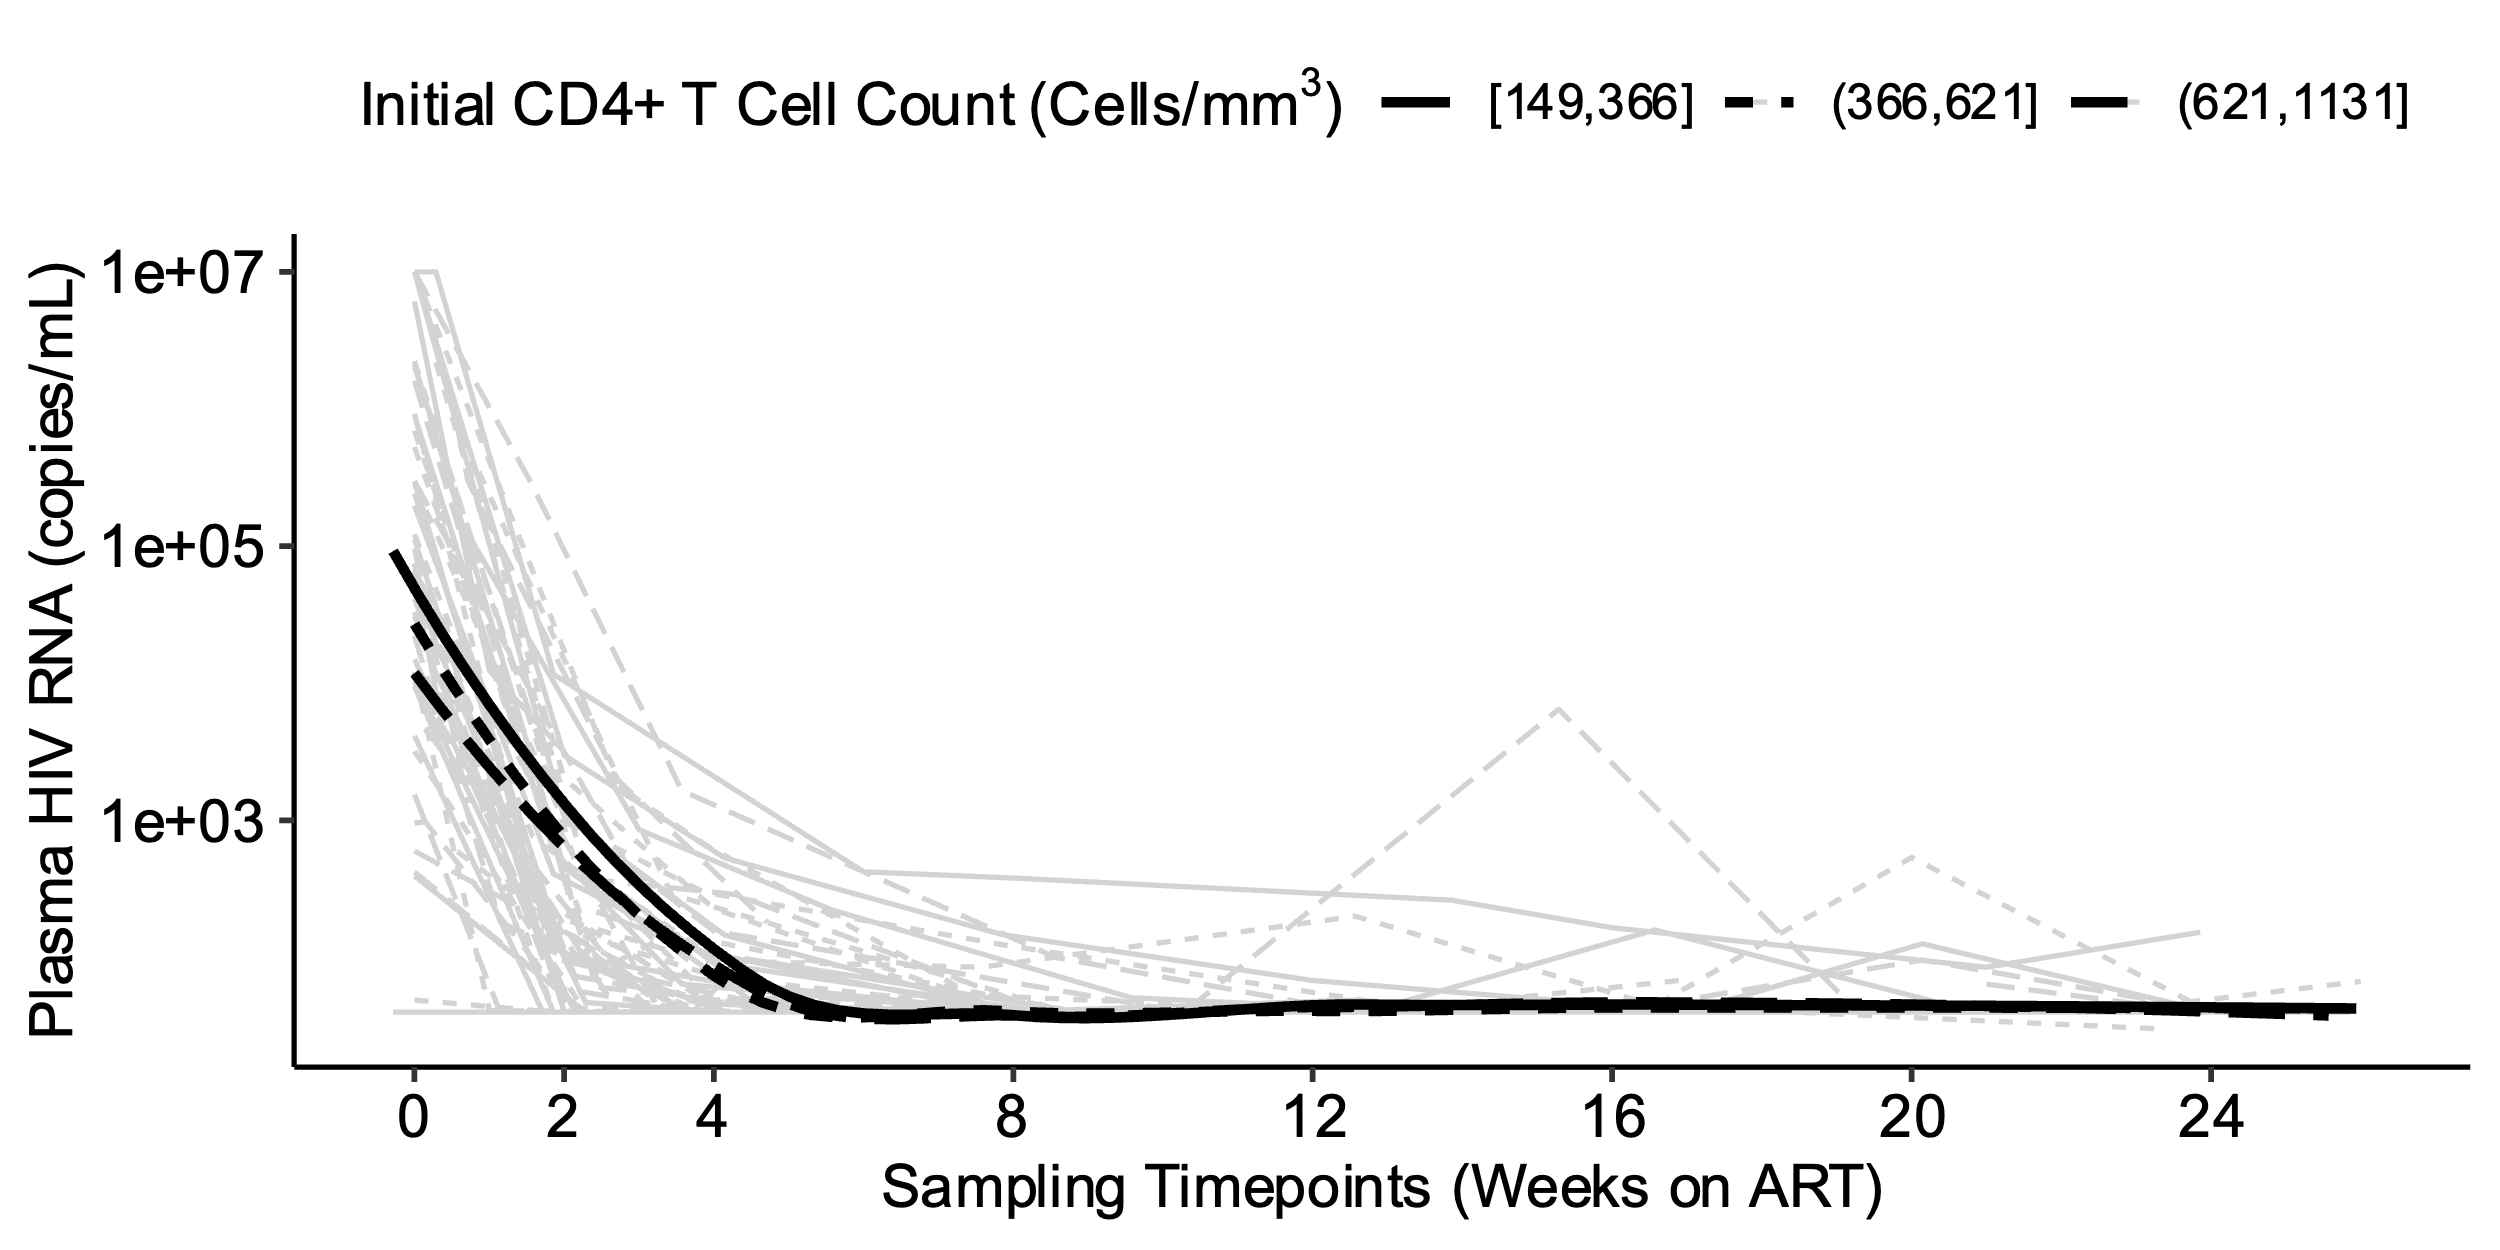 Initial CD4+ T Cell Count (Cells/mm³) [149,366] (366,621] (621,1131]
Plasma HIV RNA (copies/mL)
1e+07
1e+05
1e+03
0 2 4 8 12 16 20 24
Sampling Timepoints (Weeks on ART)